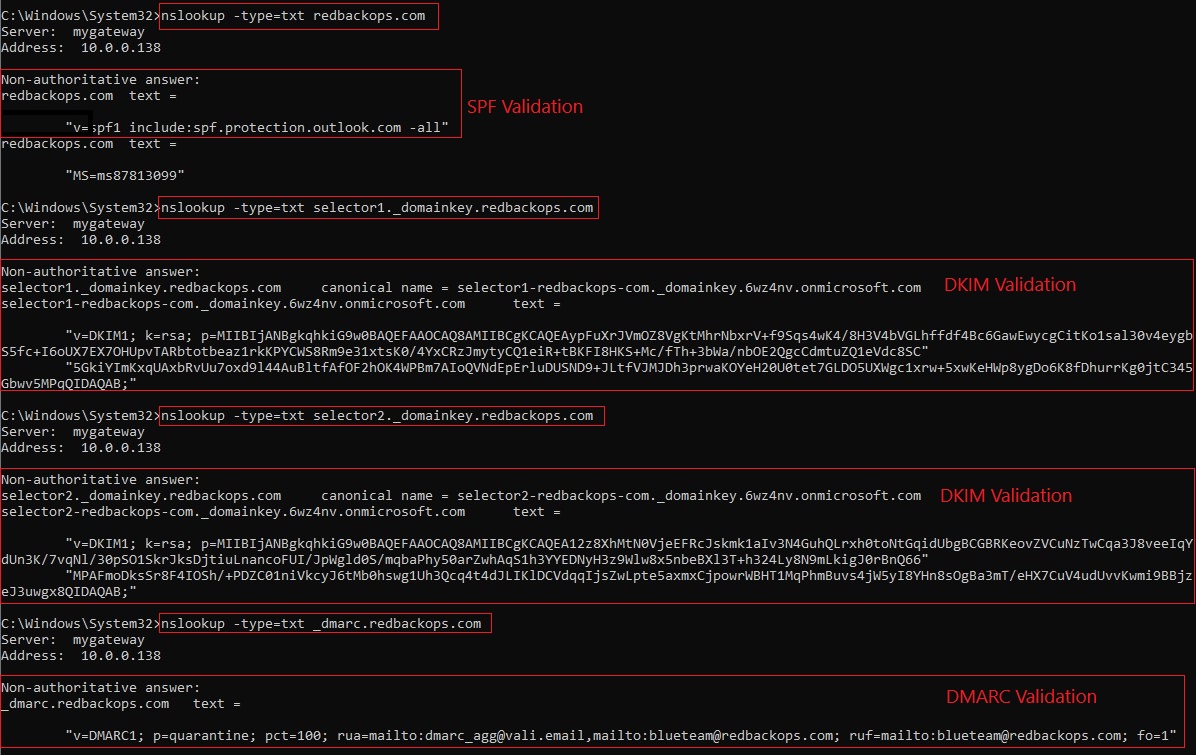 C:\Windows\System32>nslookup -type=txt redbackops.com
Server:  mygateway
Address:  10.0.0.138
Non-authoritative answer:
redbackops.com  text =
SPF Validation
"v=spf1 include:spf.protection.outlook.com -all"
redbackops.com  text =
"MS=ms87813099"
C:\Windows\System32>nslookup -type=txt selector1._domainkey.redbackops.com
Server:  mygateway
Address:  10.0.0.138
Non-authoritative answer:
selector1._domainkey.redbackops.com     canonical name = selector1-redbackops-com._domainkey.6wz4nv.onmicrosoft.com
DKIM Validation
selector1-redbackops-com._domainkey.6wz4nv.onmicrosoft.com      text =
"v=DKIM1; k=rsa; p=MIIBIjANBgkqhkiG9w0BAQEFAAOCAQ8AMIIBCgKCAQEAypFuXrJVmOZ8VgKtMhrNbxrV+f9Sqs4wK4/8H3V4bVGLhffdf4Bc6GawEwycgCitKo1sal30v4eygb
S5fc+I6oUX7EX7OHUpvTARbtotbeaz1rkKPYCWS8Rm9e31xtsK0/4YxCRzJmytyCQ1eiR+tBKFI8HKS+Mc/fTh+3bWa/nbOE2QgcCdmtuZQ1eVdc8SC"
"5GkiYImKxqUAxbRvUu7oxd9l44AuBltfAfOF2hOK4WPBm7AIoQVNdEpErluDUSND9+JLtfVJMJDh3prwaKOYeH20U0tet7GLDO5UXWgc1xrw+5xwKeHWp8ygDo6K8fDhurrKg0jtC345
Gbwv5MPqQIDAQAB;"
C:\Windows\System32>nslookup -type=txt selector2._domainkey.redbackops.com
Server:  mygateway
Address:  10.0.0.138
Non-authoritative answer:
selector2._domainkey.redbackops.com     canonical name = selector2-redbackops-com._domainkey.6wz4nv.onmicrosoft.com
DKIM Validation
selector2-redbackops-com._domainkey.6wz4nv.onmicrosoft.com      text =
"v=DKIM1; k=rsa; p=MIIBIjANBgkqhkiG9w0BAQEFAAOCAQ8AMIIBCgKCAQEA12z8XhMtN0VjeEFRcJskmk1aIv3N4GuhQLrxh0toNtGqidUbgBCGBRKeovZVCuNzTwCqa3J8veeIqY
dUn3K/7vqNl/30pSO1SkrJksDjtiuLnancoFUI/JpWgld0S/mqbaPhy50arZwhAqS1h3YYEDNyH3z9Wlw8x5nbeBXl3T+h324Ly8N9mLkigJ0rBnQ66"
"MPAFmoDksSr8F4IOSh/+PDZC01niVkcyJ6tMb0hswg1Uh3Qcq4t4dJLIKlDCVdqqIjsZwLpte5axmxCjpowrWBHT1MqPhmBuvs4jW5yI8YHn8sOgBa3mT/eHX7CuV4udUvvKwmi9BBjz
eJ3uwgx8QIDAQAB;"
C:\Windows\System32>nslookup -type=txt _dmarc.redbackops.com
Server:  mygateway
Address:  10.0.0.138
Non-authoritative answer:
_dmarc.redbackops.com   text =
DMARC Validation
"v=DMARC1; p=quarantine; pct=100; rua=mailto:dmarc_agg@vali.email,mailto:blueteam@redbackops.com; ruf=mailto:blueteam@redbackops.com; fo=1"